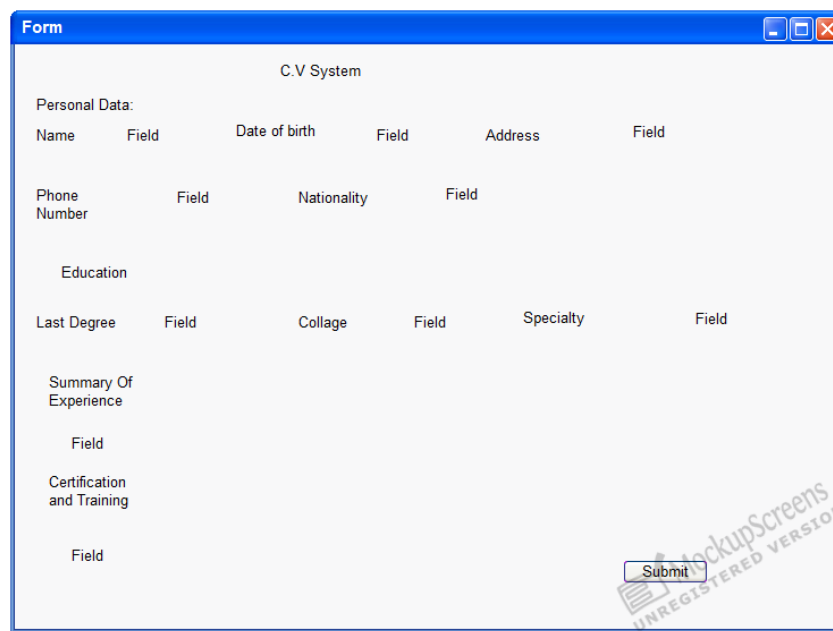 Form
C.V System
Personal Data:
Name Field Date of birth Field Address Field
Phone
Number Field Nationality Field
Education
Last Degree Field Collage Field Specialty Field
Summary Of
Experience
Field
Certification
and Training
Field
Submit
MockupScreens
UNREGISTERED VERSION